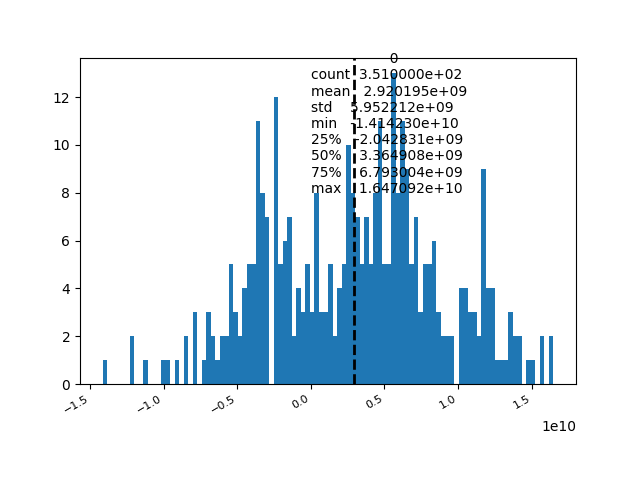 0
count 3.510000e+02
mean 2.920195e+09
std 5.952212e+09
min -1.414230e+10
25% -2.042831e+09
50% 3.364908e+09
75% 6.793004e+09
max 1.647092e+10
12
10
8
6
4
2
0
−1.5 −1.0 −0.5 0.0 0.5 1.0 1.5
1e10